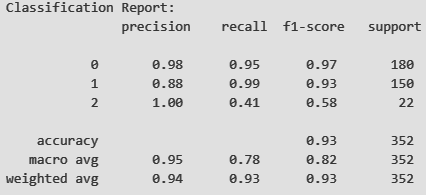 Classification Report:
precision recall f1-score support
0 0.98 0.95 0.97 180
1 0.88 0.99 0.93 150
2 1.00 0.41 0.58 22
accuracy 0.93 352
macro avg 0.95 0.78 0.82 352
weighted avg 0.94 0.93 0.93 352